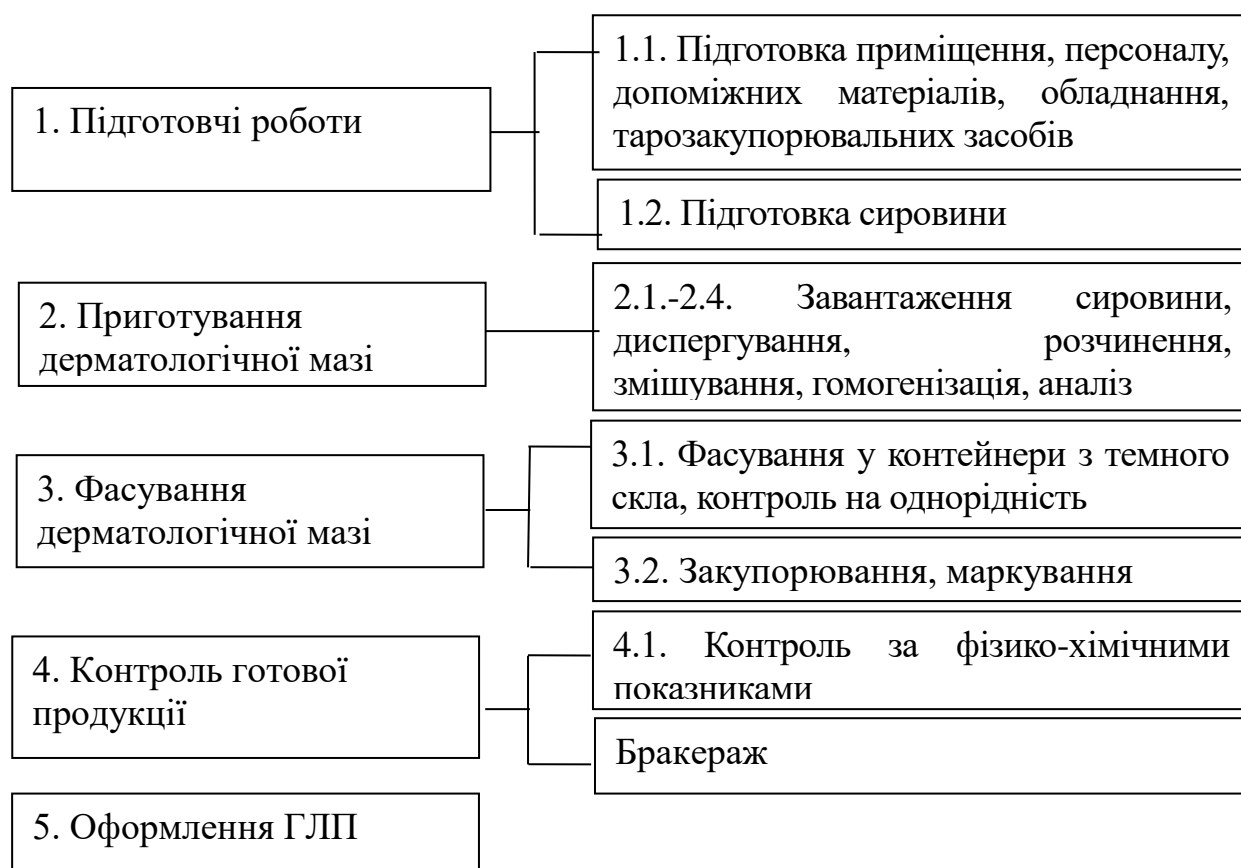 1. Підготовчі роботи
1.1. Підготовка приміщення, персоналу,
допоміжних матеріалів, обладнання,
тарозакупорювальних засобів
1.2. Підготовка сировини
2. Приготування
дерматологічної мазі
2.1.-2.4. Завантаження сировини,
диспергування, розчинення,
змішування, гомогенізація, аналіз
3. Фасування
дерматологічної мазі
3.1. Фасування у контейнери з темного
скла, контроль на однорідність
3.2. Закупорювання, маркування
4. Контроль готової
продукції
4.1. Контроль за фізико-хімічними
показниками
Бракераж
5. Оформлення ГЛП